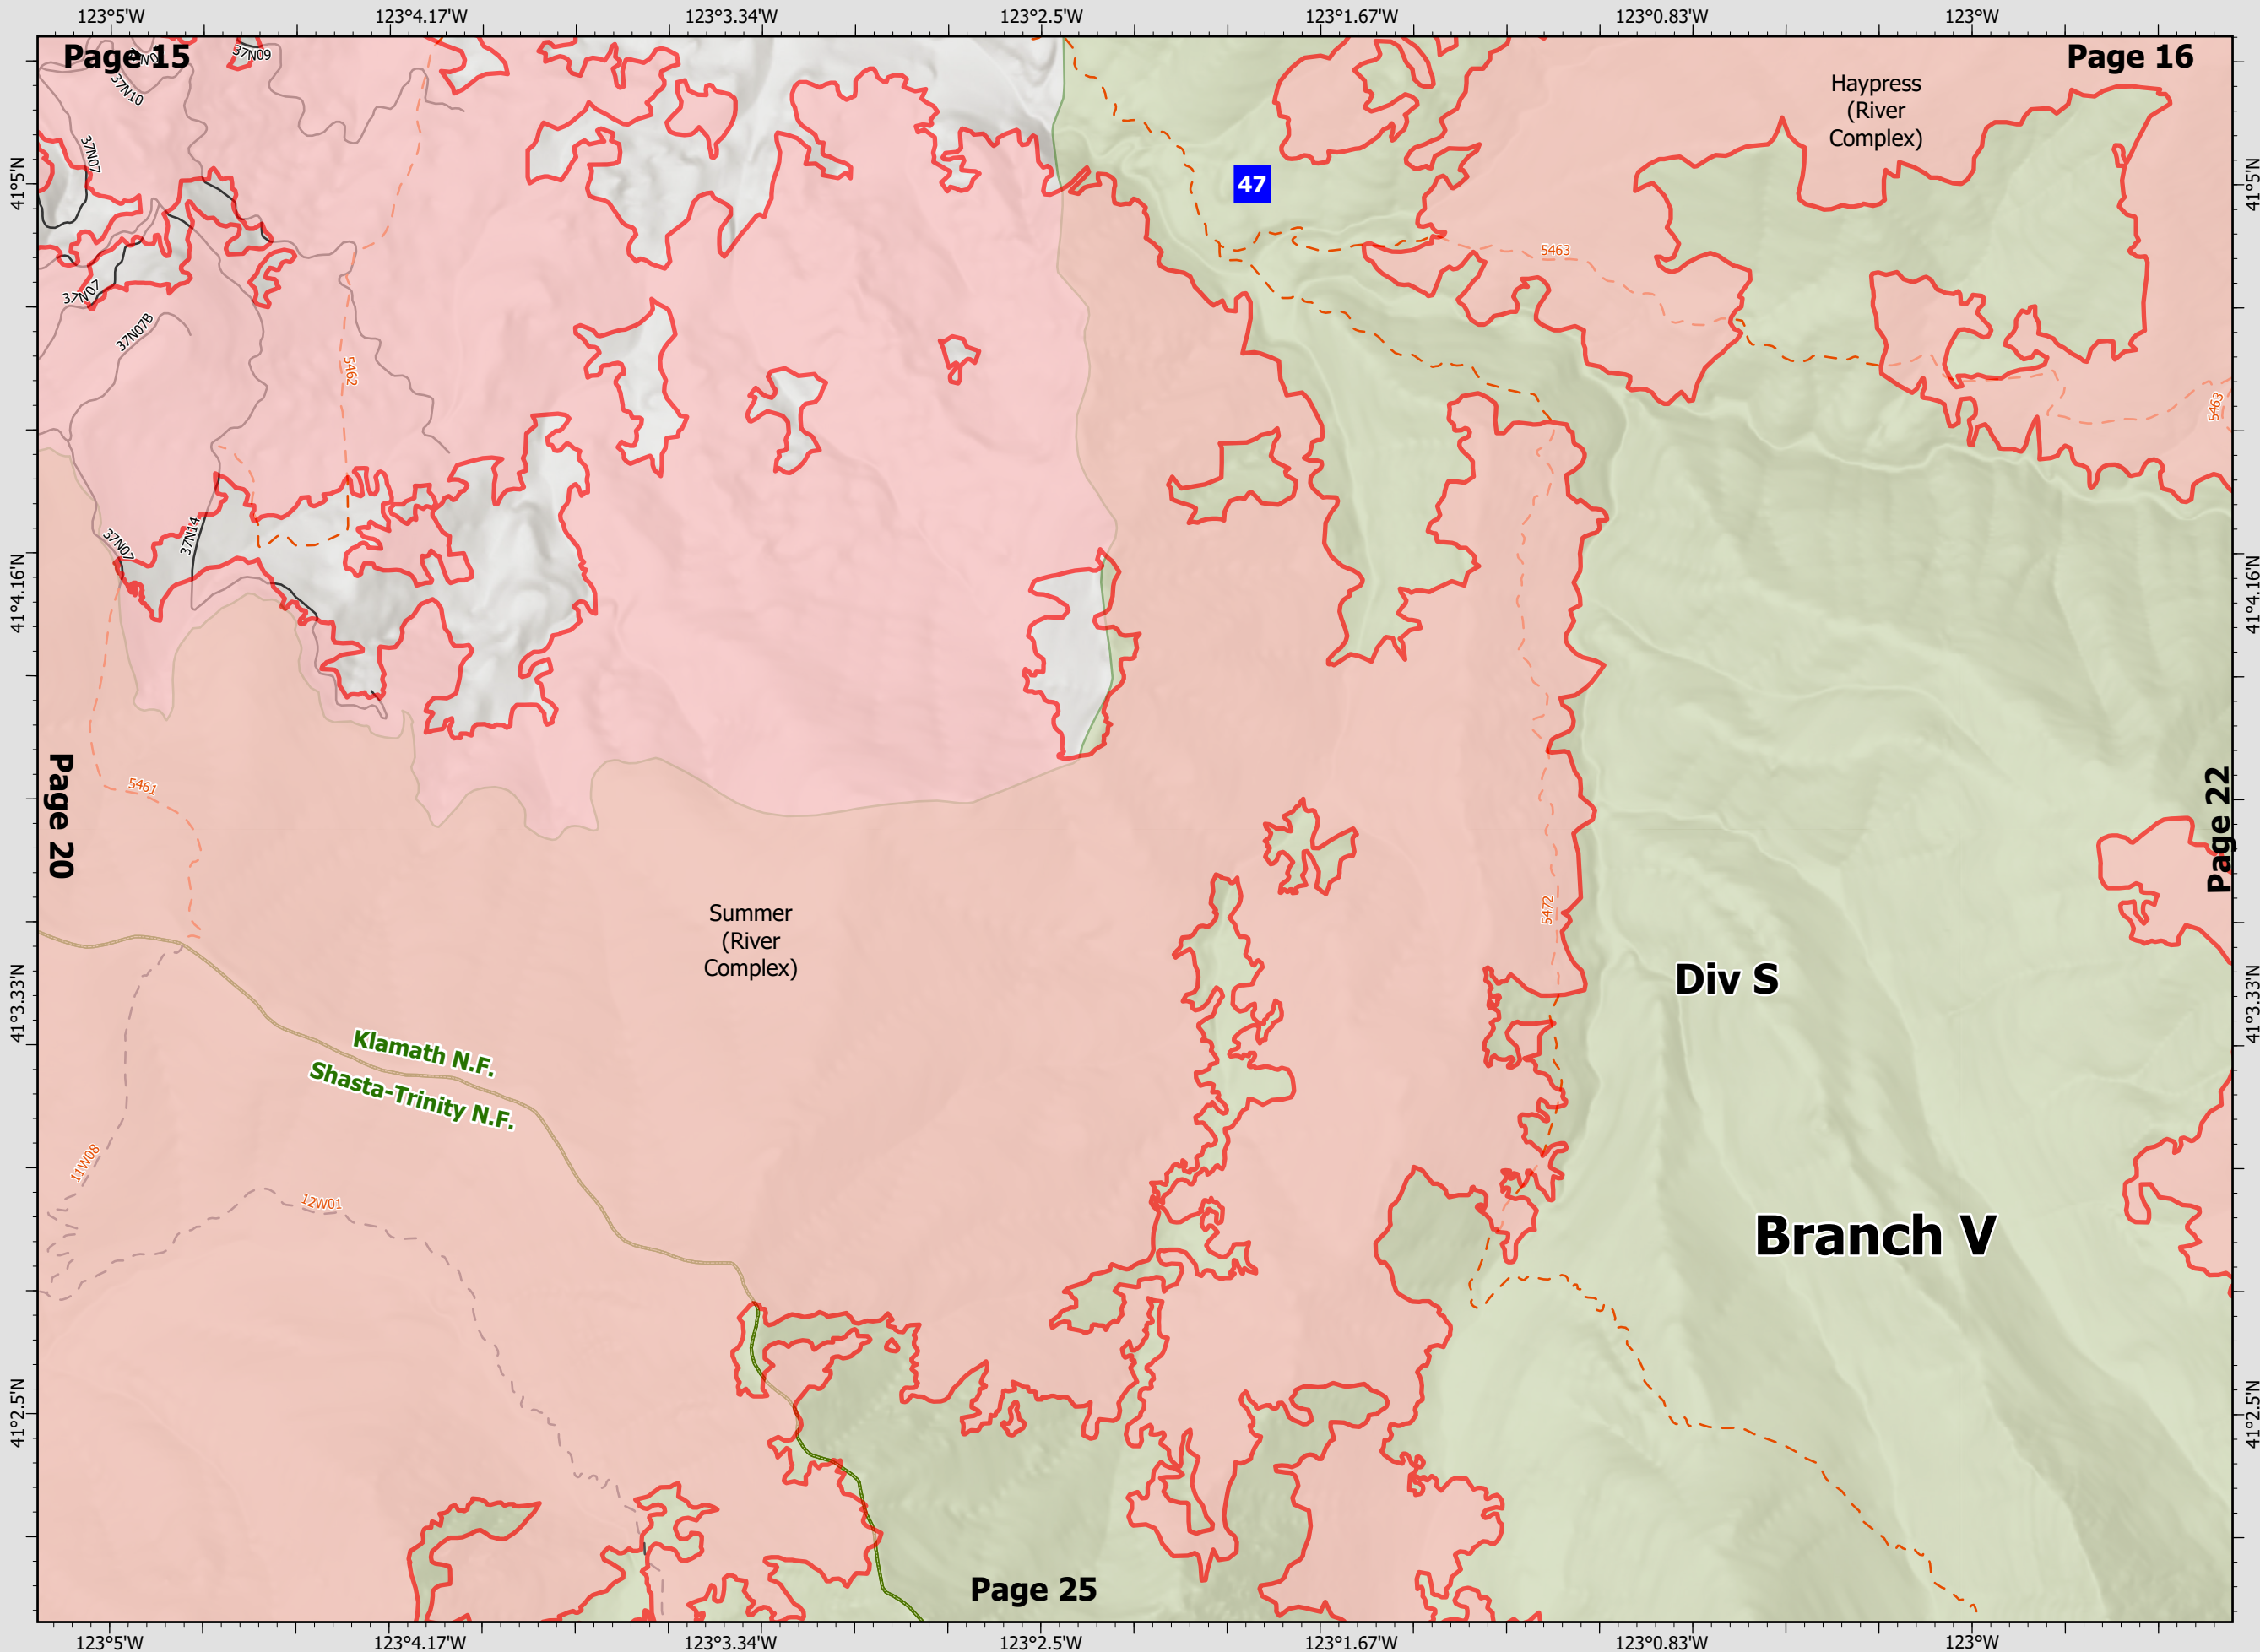 123°5'W
123°4.17'W
123°3.34'W
123°2.5'W
123°1.67'W
123°0.83'W
123°W
Page 15
37N09
Page 16
37N10
Haypress
(River
Complex)
37N07
41°5'N
47
41°5'N
5463
37N07
37N07B
5462
5463
37N07
37N14
41°4.16'N
41°4.16'N
Page 20
5461
Page 22
Summer
(River
Complex)
5472
Div S
41°3.33'N
41°3.33'N
Klamath N.F.
Shasta-Trinity N.F.
11W08
12W01
Branch V
41°2.5'N
41°2.5'N
Page 25
123°5'W
123°4.17'W
123°3.34'W
123°2.5'W
123°1.67'W
123°0.83'W
123°W